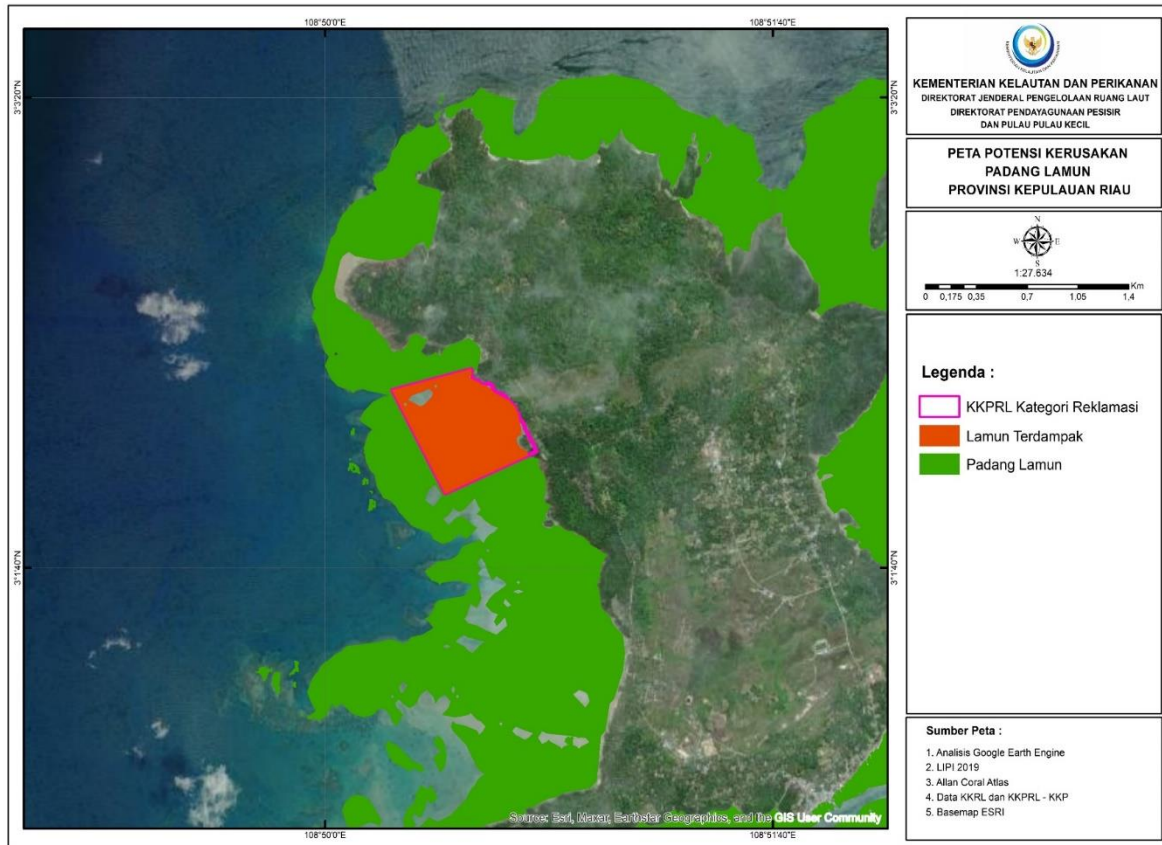 108°50'0"E
108°51'40"E
3°3'20"N
3°3'20"N
3°1'40"N
3°1'40"N
108°50'0"E
108°51'40"E
Source: Esri, Maxar, Earthstar Geographics, and the GIS User Community
KEMENTERIAN KELAUTAN DAN PERIKANAN
DIREKTORAT JENDERAL PENGELOLAAN RUANG LAUT
DIREKTORAT PENDAYAGUNAAN PESISIR
DAN PULAU PULAU KECIL
PETA POTENSI KERUSAKAN
PADANG LAMUN
PROVINSI KEPULAUAN RIAU
N
W E
S
1:27.634
Km
0 0,175 0,35 0,7 1,05 1,4
Legenda :
KKPRL Kategori Reklamasi
Lamun Terdampak
Padang Lamun
Sumber Peta :
1. Analisis Google Earth Engine
2. LIPI 2019
3. Allan Coral Atlas
4. Data KKRL dan KKPRL - KKP
5. Basemap ESRI